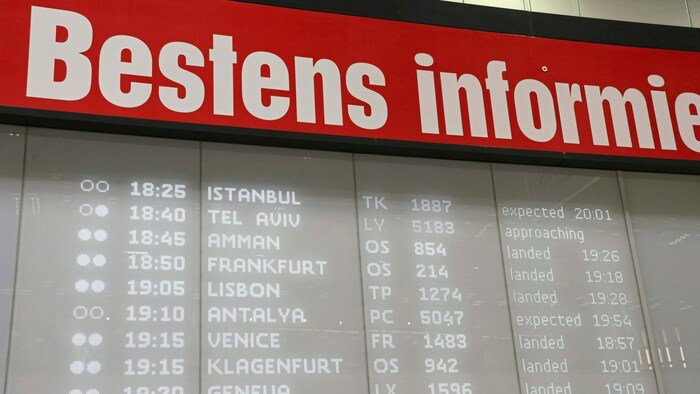 Bestens informie
18:25 ISTANBUL TK 1887 expected 20:01
18:40 TEL AVIV LY 5183 approaching
18:45 AMMAN OS 854 landed 19:26
18:50 FRANKFURT OS 214 landed 19:18
19:05 LISBON TP 1274 landed 19:28
19:10 ANTALYA PC 5047 expected 19:54
19:15 VENICE FR 1483 landed 18:57
19:15 KLAGENFURT OS 942 landed 19:01
19:20 GENEVA LX 1596 landed 19:09